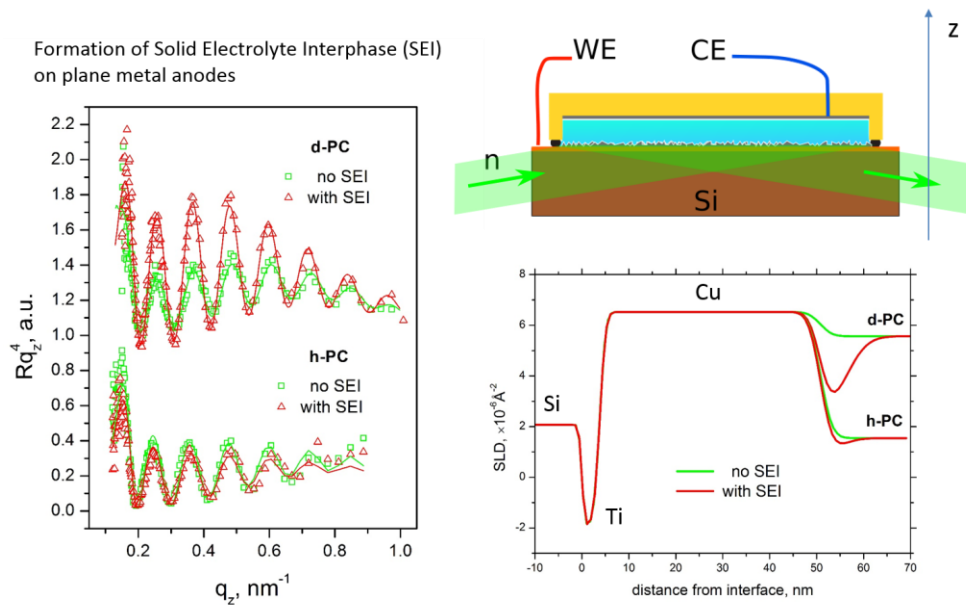 Formation of Solid Electrolyte Interphase (SEI)
on plane metal anodes
2.2
2.0
1.8
1.6
1.4
1.2
1.0
0.8
0.6
0.4
0.2
0.0
Rq_z^4, a.u.
d-PC
no SEI
with SEI
h-PC
no SEI
with SEI
0.2 0.4 0.6 0.8 1.0
q_z, nm^-1
WE
CE
z
n
Si
8
6
4
2
0
-2
SLD, ×10^-6 Å^-2
Cu
d-PC
Si
h-PC
no SEI
with SEI
Ti
-10 0 10 20 30 40 50 60 70
distance from interface, nm